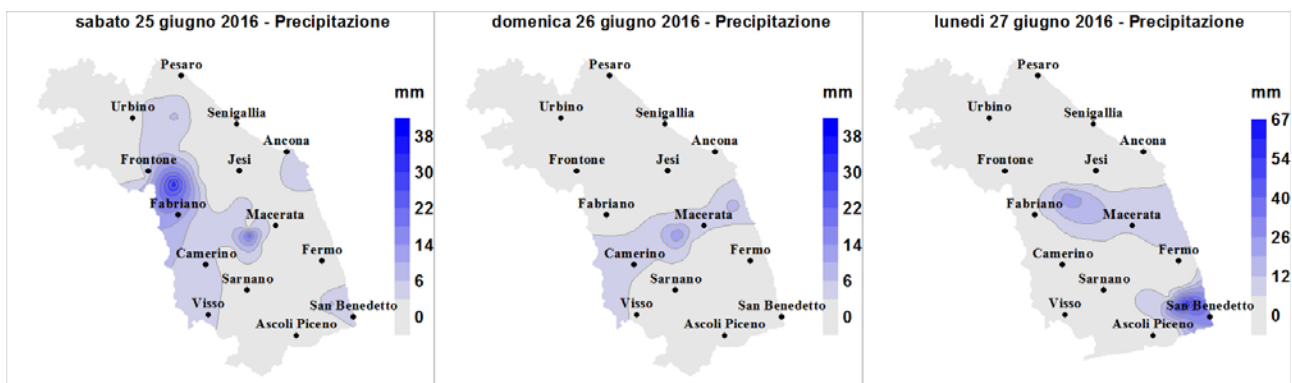 sabato 25 giugno 2016 - Precipitazione
Pesaro
Urbino
Senigallia
Ancona
Frontone
Jesi
Fabriano
Macerata
Camerino
Fermo
Sarnano
Visso
San Benedetto
Ascoli Piceno
mm
38
30
22
14
6
0
domenica 26 giugno 2016 - Precipitazione
Pesaro
Urbino
Senigallia
Ancona
Frontone
Jesi
Fabriano
Macerata
Camerino
Fermo
Sarnano
Visso
San Benedetto
Ascoli Piceno
mm
38
30
22
14
6
0
lunedì 27 giugno 2016 - Precipitazione
Pesaro
Urbino
Senigallia
Ancona
Frontone
Jesi
Fabriano
Macerata
Camerino
Fermo
Sarnano
Visso
San Benedetto
Ascoli Piceno
mm
67
54
40
26
12
0